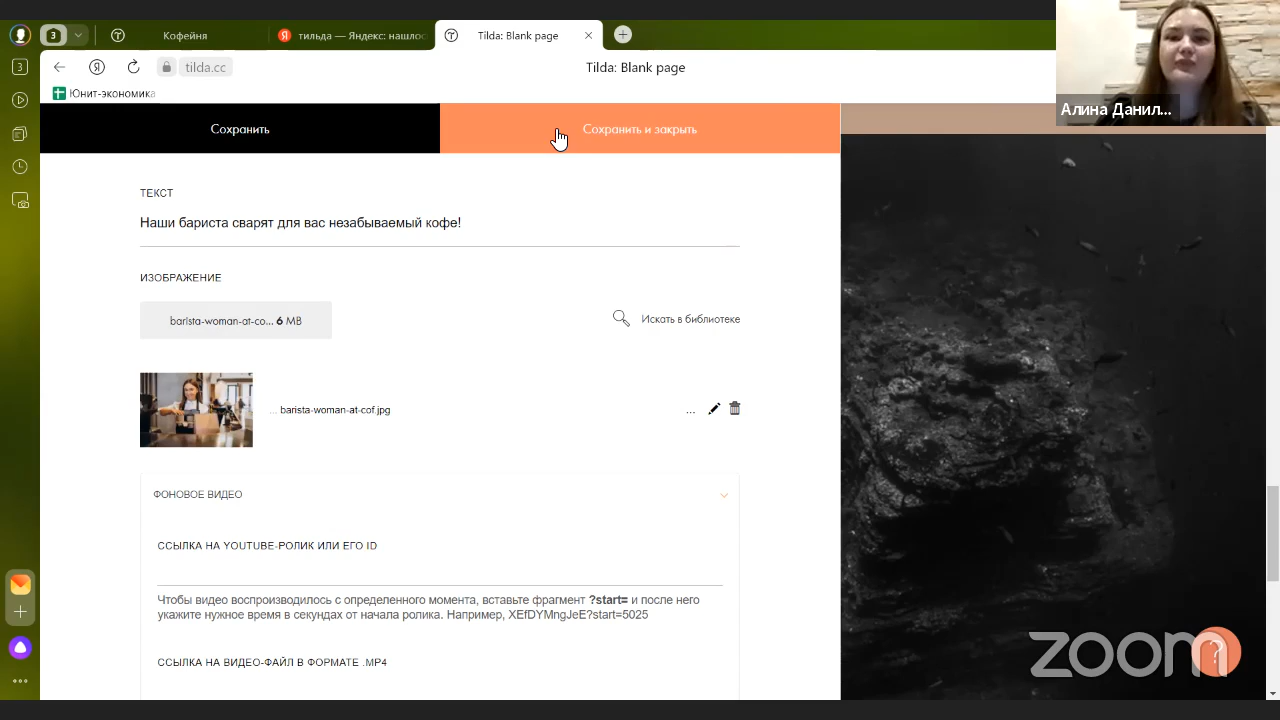 3
Кофейня
тильда — Яндекс: нашлос
Tilda: Blank page
3
tilda.cc
Tilda: Blank page
Юнит-экономика
Алина Данил...
Сохранить
Сохранить и закрыть
ТЕКСТ
Наши бариста сварят для вас незабываемый кофе!
ИЗОБРАЖЕНИЕ
barista-woman-at-co... 6 MB
Искать в библиотеке
... barista-woman-at-cof.jpg
...
ФОНОВОЕ ВИДЕО
ССЫЛКА НА YOUTUBE-РОЛИК ИЛИ ЕГО ID
Чтобы видео воспроизводилось с определенного момента, вставьте фрагмент ?start= и после него
укажите нужное время в секундах от начала ролика. Например, XEfDYMngJeE?start=5025
ССЫЛКА НА ВИДЕО-ФАЙЛ В ФОРМАТЕ .MP4
zoom
?